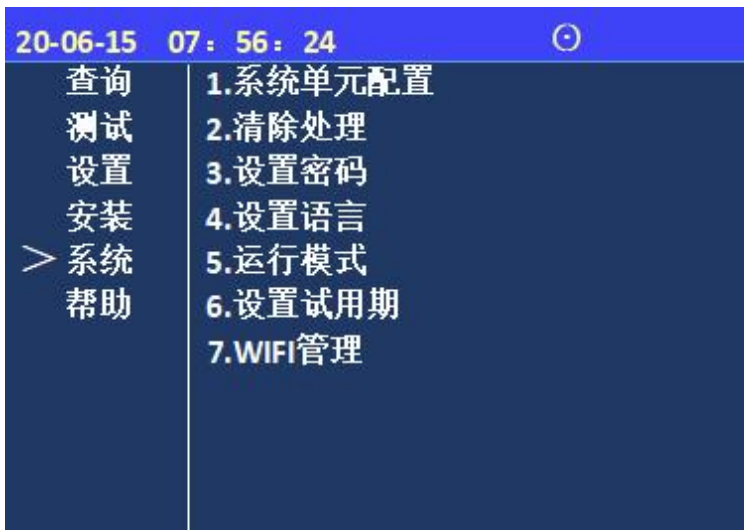 20-06-15 07：56：24
查询
测试
设置
安装
>系统
帮助
1.系统单元配置
2.清除处理
3.设置密码
4.设置语言
5.运行模式
6.设置试用期
7.WIFI管理